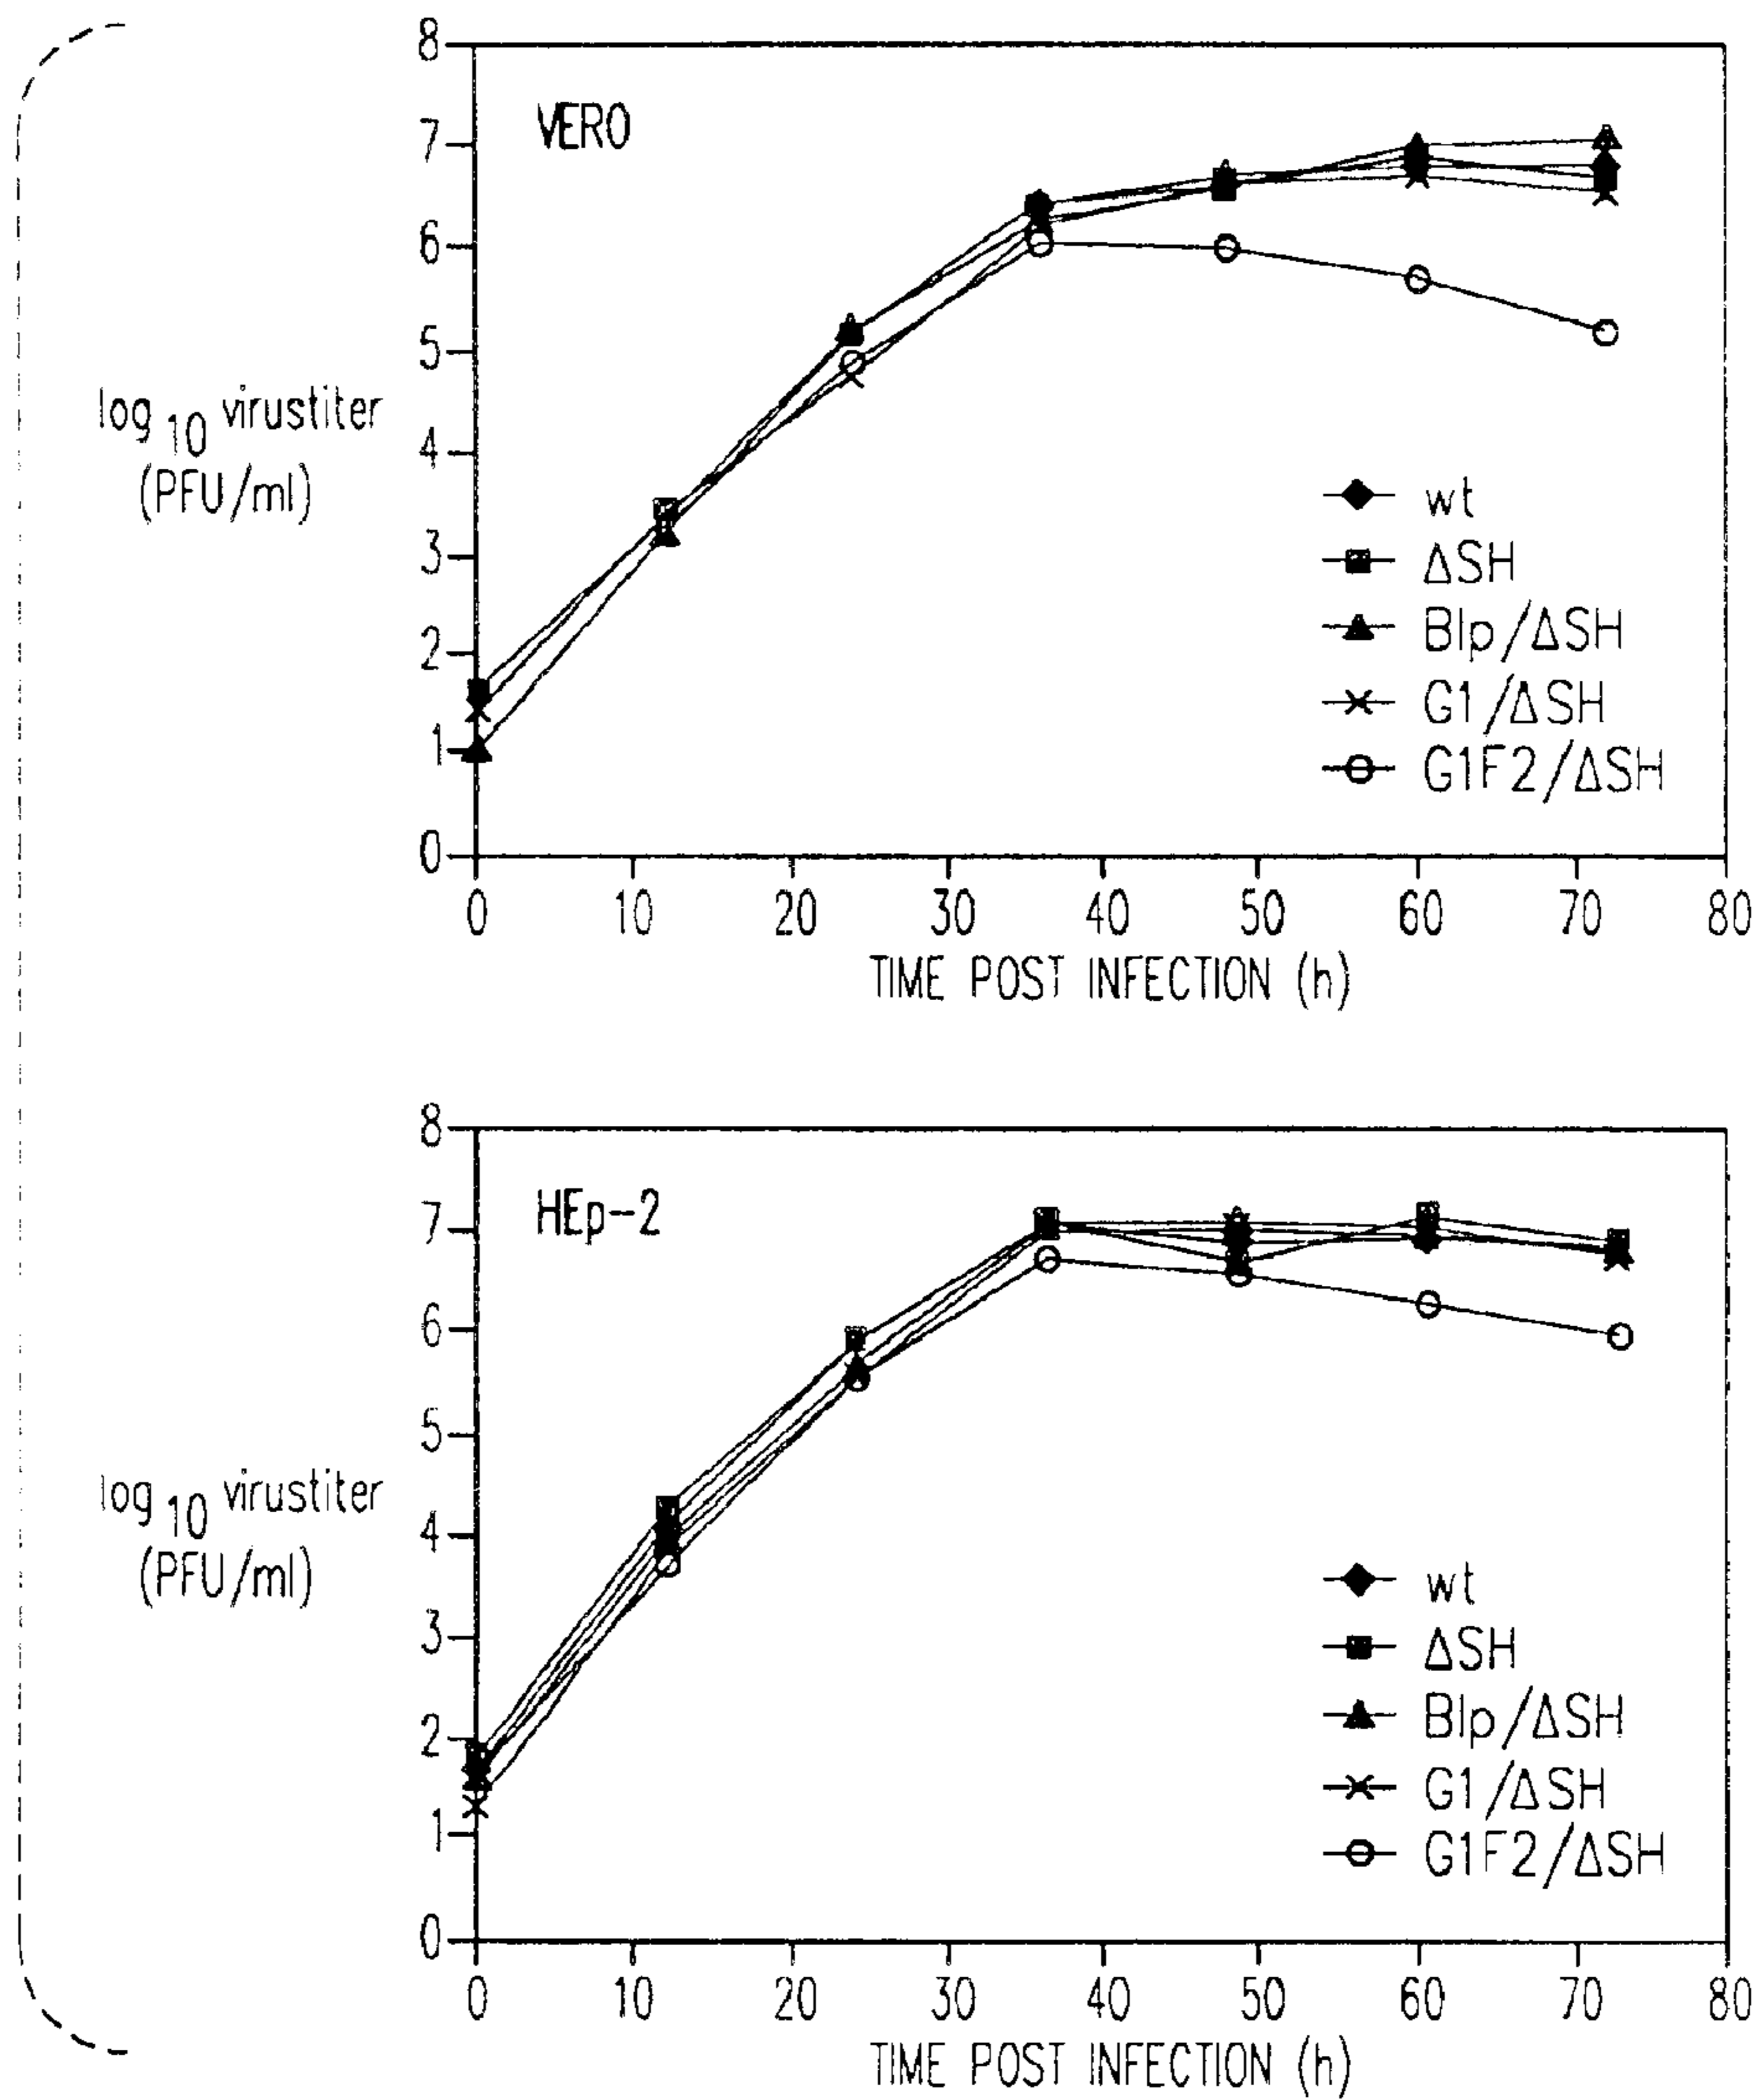 8
VERO
7
6
5
log 10 virustiter
(PFU/ml)
4
3
2
1
0
wt
ΔSH
Blp/ΔSH
G1/ΔSH
G1F2/ΔSH
0 10 20 30 40 50 60 70 80
TIME POST INFECTION (h)
8
HEp-2
7
6
5
log 10 virustiter
(PFU/ml)
4
3
2
1
0
wt
ΔSH
Blp/ΔSH
G1/ΔSH
G1F2/ΔSH
0 10 20 30 40 50 60 70 80
TIME POST INFECTION (h)